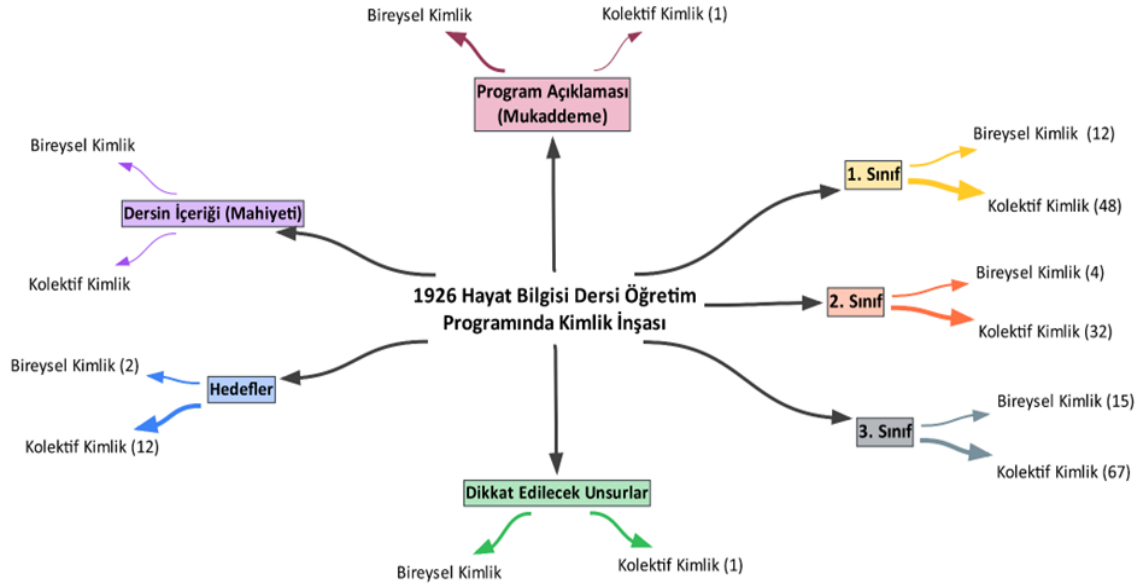 Bireysel Kimlik
Kolektif Kimlik (1)
Program Açıklaması
(Mukaddeme)
Bireysel Kimlik
Dersin İçeriği (Mahiyeti)
Kolektif Kimlik
1. Sınıf
Bireysel Kimlik (12)
Kolektif Kimlik (48)
1926 Hayat Bilgisi Dersi Öğretim
Programında Kimlik İnşası
2. Sınıf
Bireysel Kimlik (4)
Kolektif Kimlik (32)
Bireysel Kimlik (2)
Hedefler
Kolektif Kimlik (12)
3. Sınıf
Bireysel Kimlik (15)
Kolektif Kimlik (67)
Dikkat Edilecek Unsurlar
Bireysel Kimlik
Kolektif Kimlik (1)